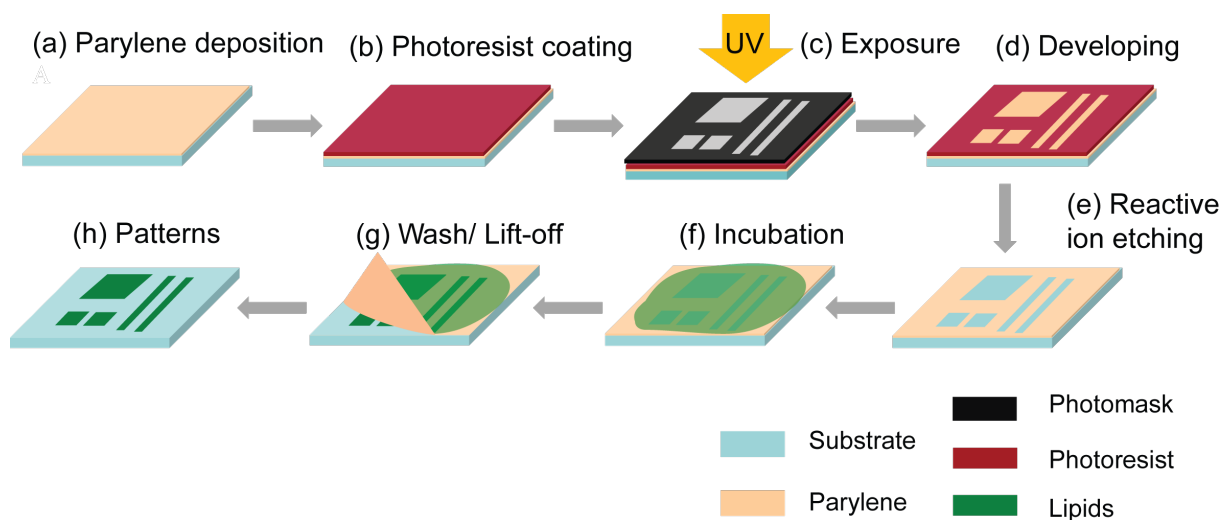 (a) Parylene deposition
A
(b) Photoresist coating
UV
(c) Exposure
(d) Developing
(e) Reactive
ion etching
(f) Incubation
(g) Wash/ Lift-off
(h) Patterns
Substrate
Parylene
Photomask
Photoresist
Lipids